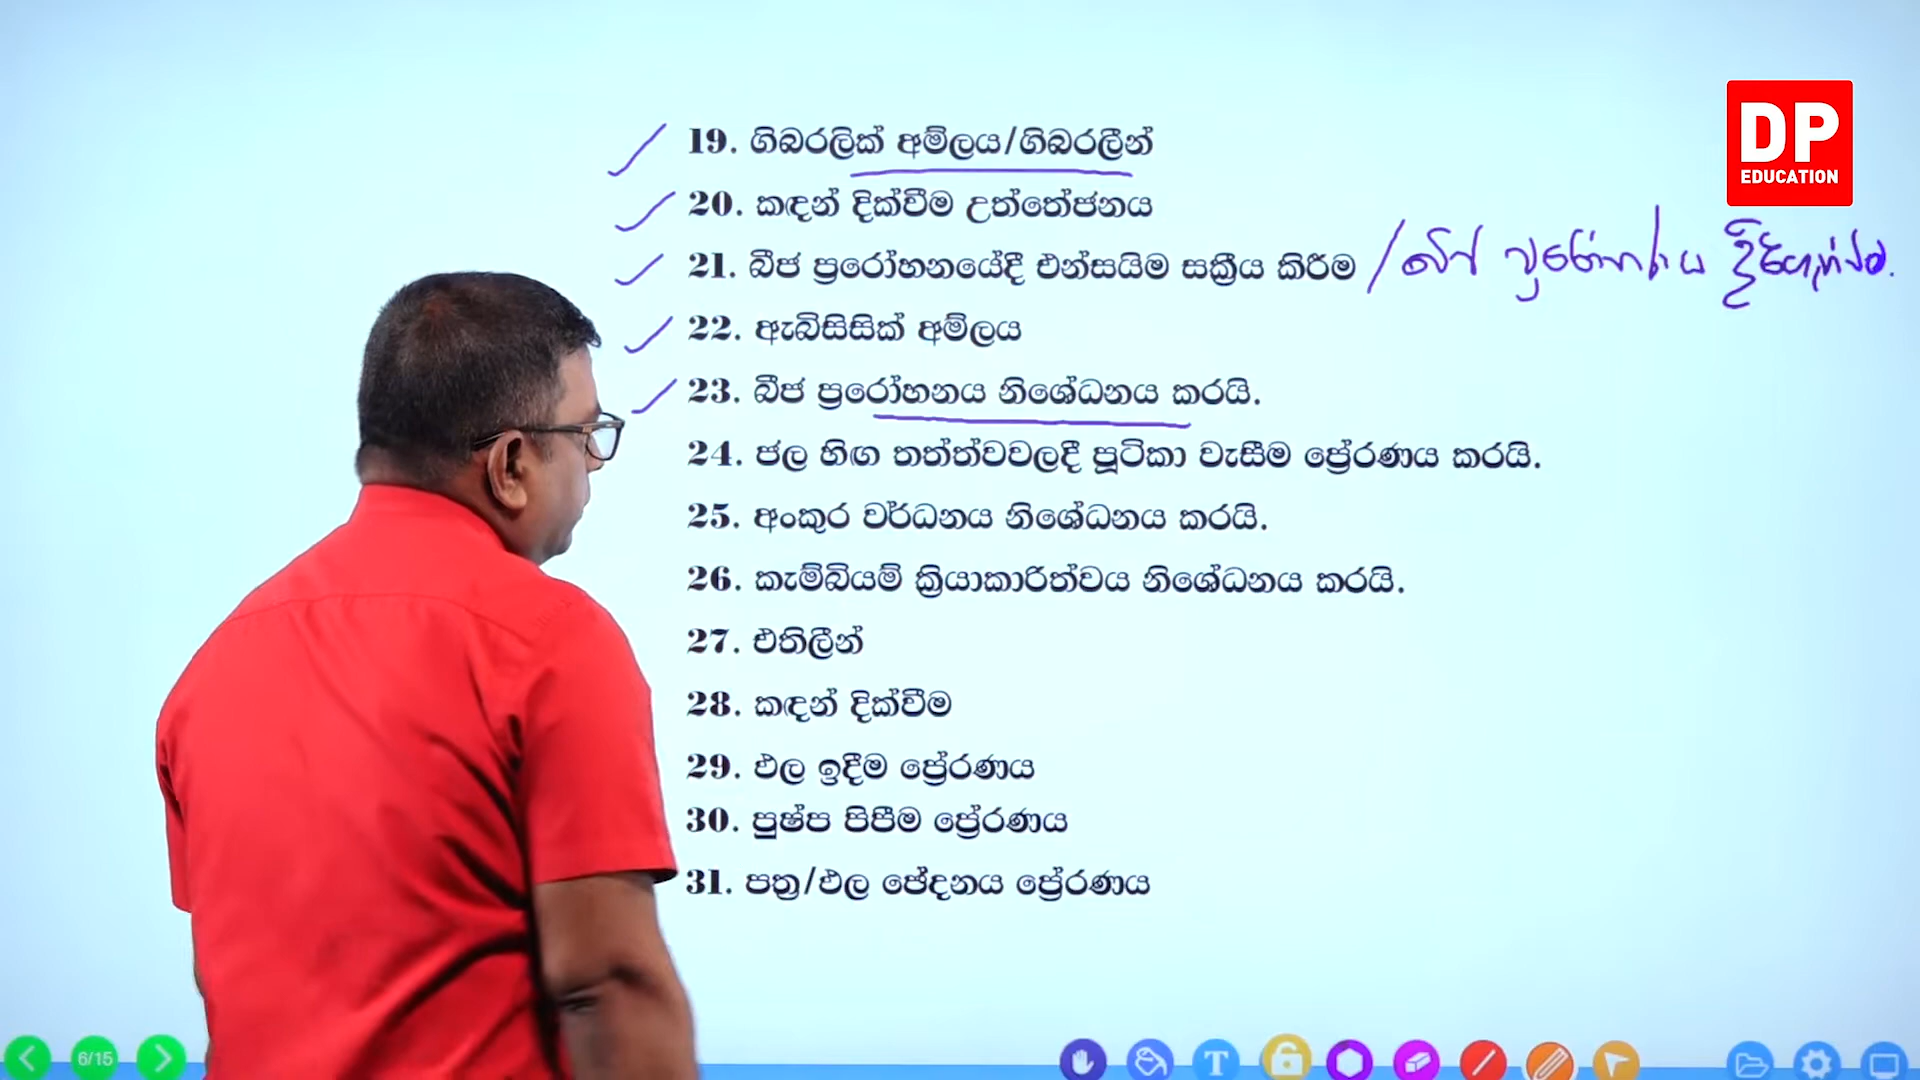 DP
EDUCATION
19. ගිබරලික් අම්ලය/ගිබරලීන්
20. කඳන් දික්වීම උත්තේජනය
21. බීජ ප්‍රරෝහනයේදී එන්සයිම සක්‍රීය කිරීම / බීජ
22. ඇබ්සිසික් අම්ලය
23. බීජ ප්‍රරෝහනය නිශේධනය කරයි.
24. ජල හිඟ තත්ත්වවලදී පූටිකා වැසීම ප්‍රේරණය කරයි.
25. අංකුර වර්ධනය නිශේධනය කරයි.
26. කැම්බියම් ක්‍රියාකාරිත්වය නිශේධනය කරයි.
27. එතිලීන්
28. කඳන් දික්වීම
29. ඵල ඉදීම ප්‍රේරණය
30. පුෂ්ප පිපීම ප්‍රේරණය
31. පත්‍ර/ඵල ඡේදනය ප්‍රේරණය
6/15